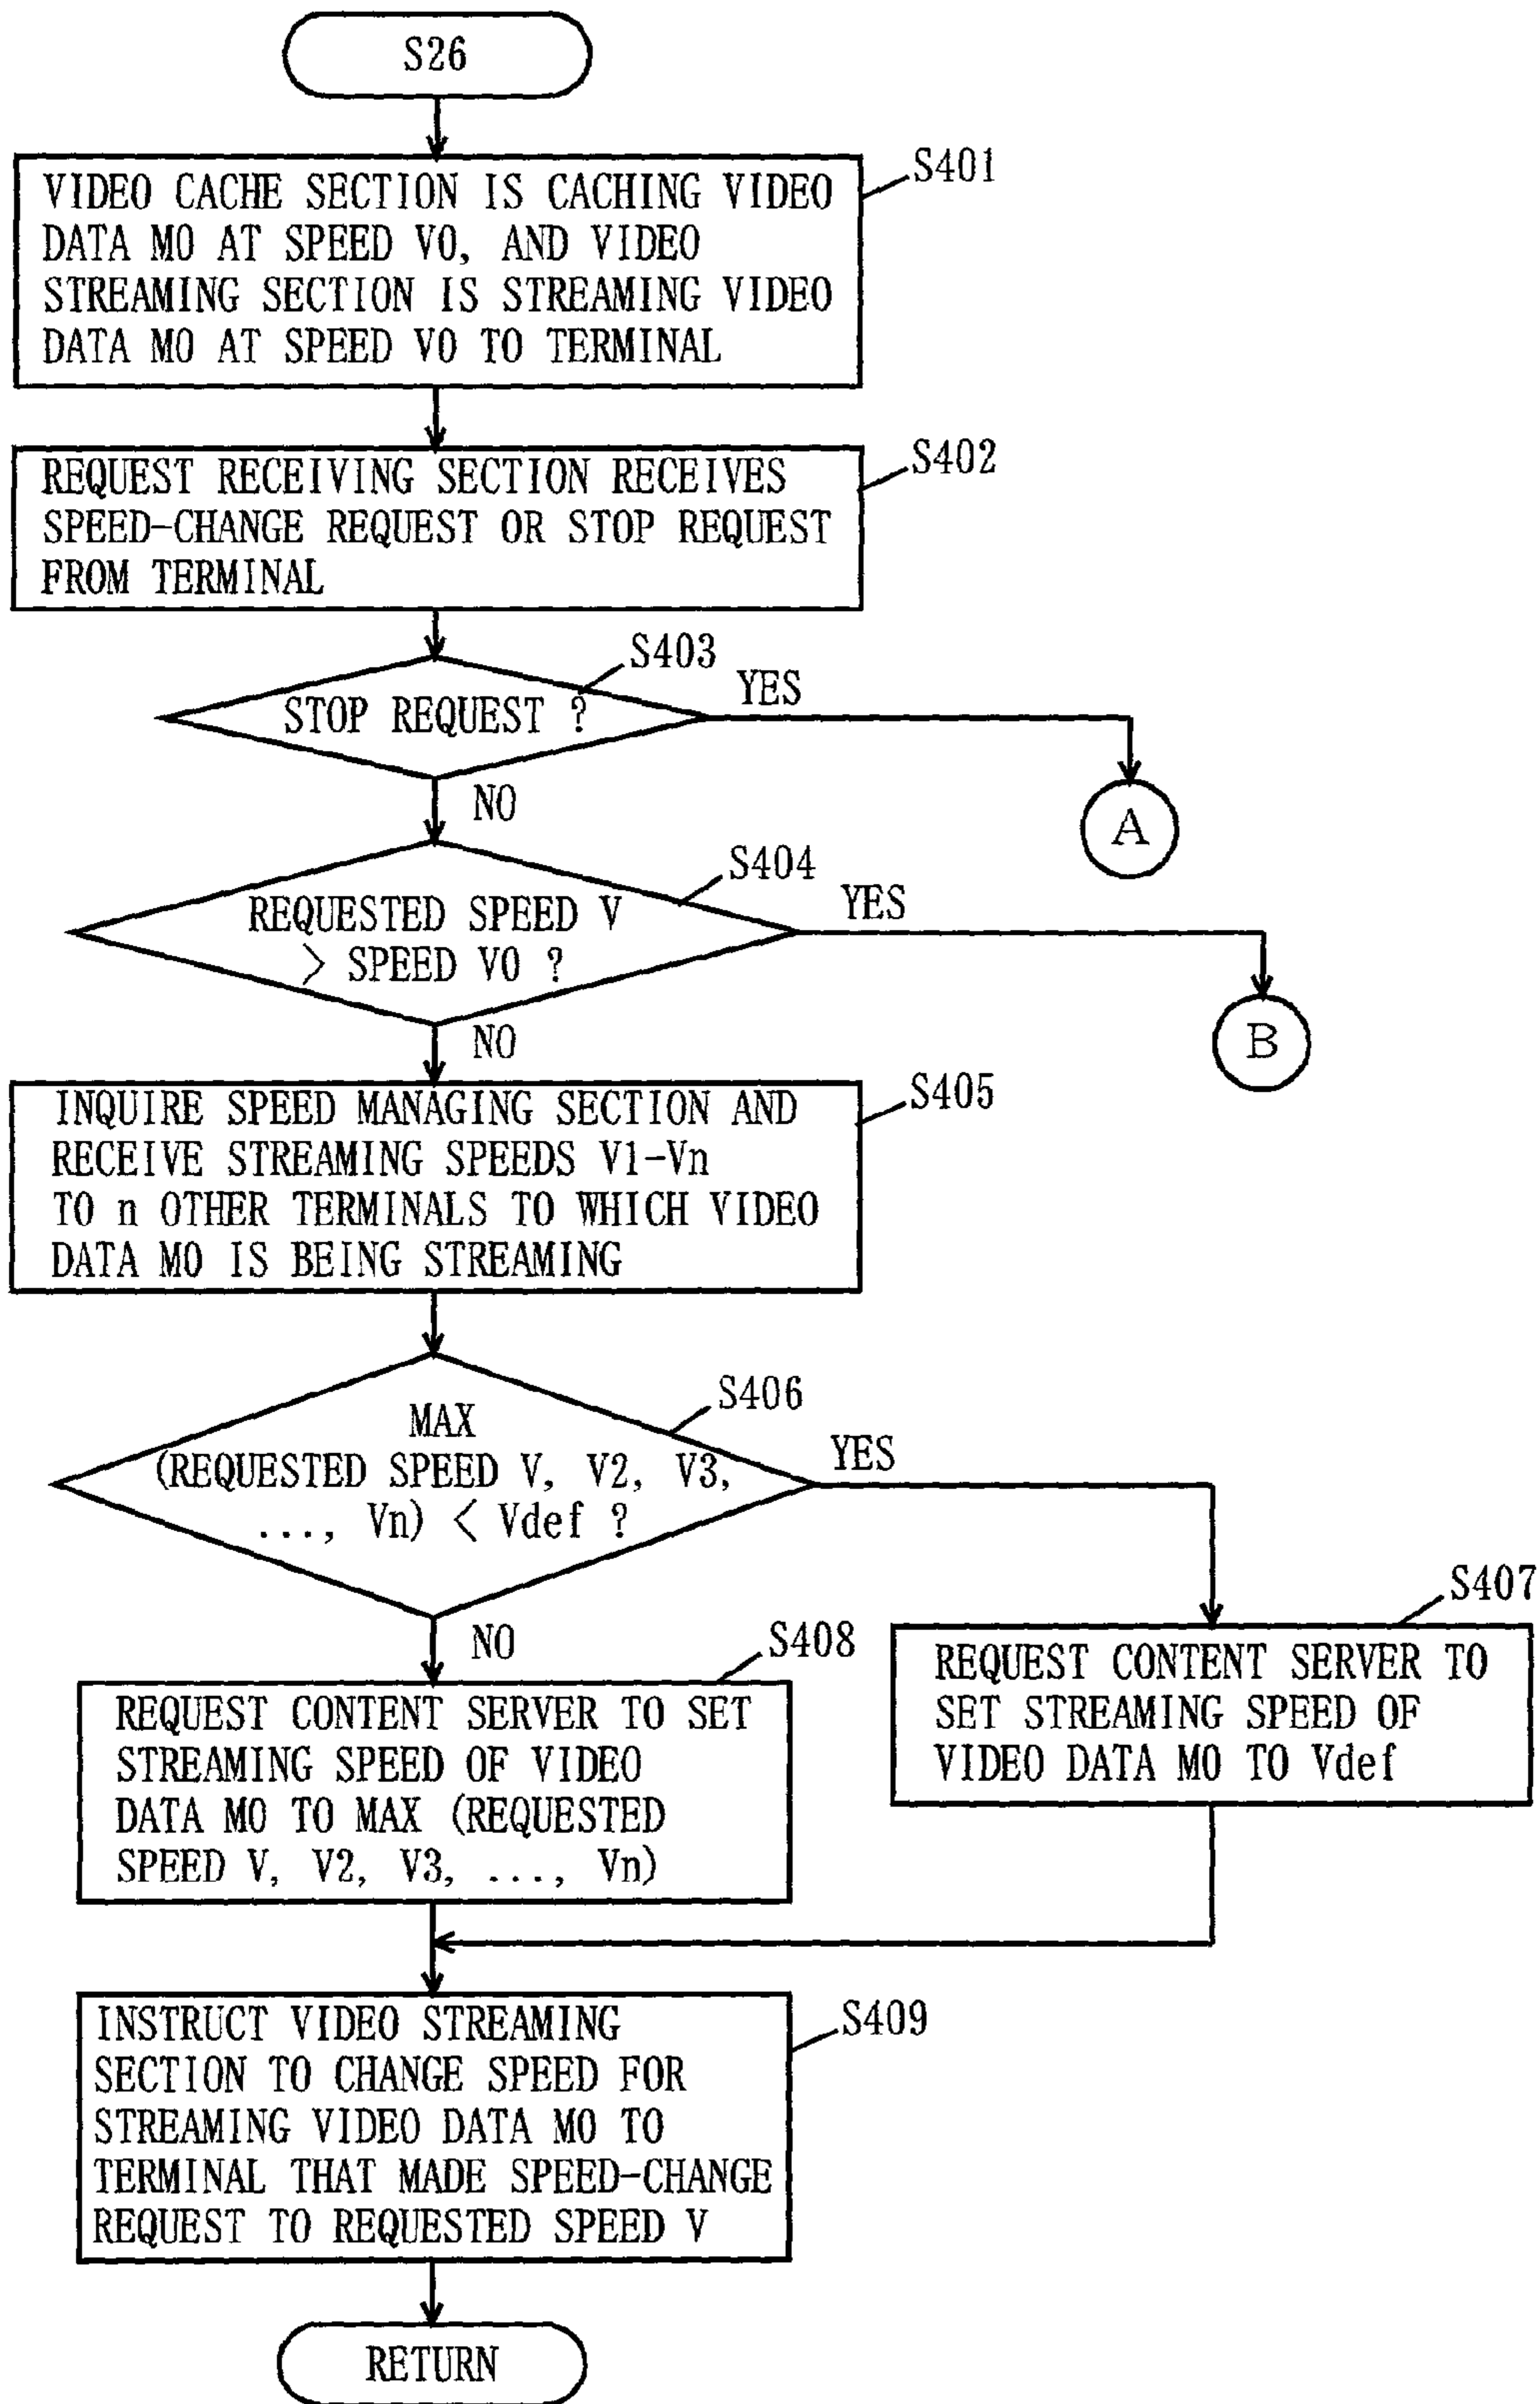 S26
S401
VIDEO CACHE SECTION IS CACHING VIDEO
DATA M0 AT SPEED V0, AND VIDEO
STREAMING SECTION IS STREAMING VIDEO
DATA M0 AT SPEED V0 TO TERMINAL
S402
REQUEST RECEIVING SECTION RECEIVES
SPEED-CHANGE REQUEST OR STOP REQUEST
FROM TERMINAL
S403
STOP REQUEST ?
YES
NO
A
S404
REQUESTED SPEED V
> SPEED V0 ?
YES
NO
B
S405
INQUIRE SPEED MANAGING SECTION AND
RECEIVE STREAMING SPEEDS V1-Vn
TO n OTHER TERMINALS TO WHICH VIDEO
DATA M0 IS BEING STREAMING
S406
MAX
(REQUESTED SPEED V, V2, V3,
..., Vn) < Vdef ?
YES
NO
S407
REQUEST CONTENT SERVER TO
SET STREAMING SPEED OF
VIDEO DATA M0 TO Vdef
S408
REQUEST CONTENT SERVER TO SET
STREAMING SPEED OF VIDEO
DATA M0 TO MAX (REQUESTED
SPEED V, V2, V3, ..., Vn)
S409
INSTRUCT VIDEO STREAMING
SECTION TO CHANGE SPEED FOR
STREAMING VIDEO DATA M0 TO
TERMINAL THAT MADE SPEED-CHANGE
REQUEST TO REQUESTED SPEED V
RETURN